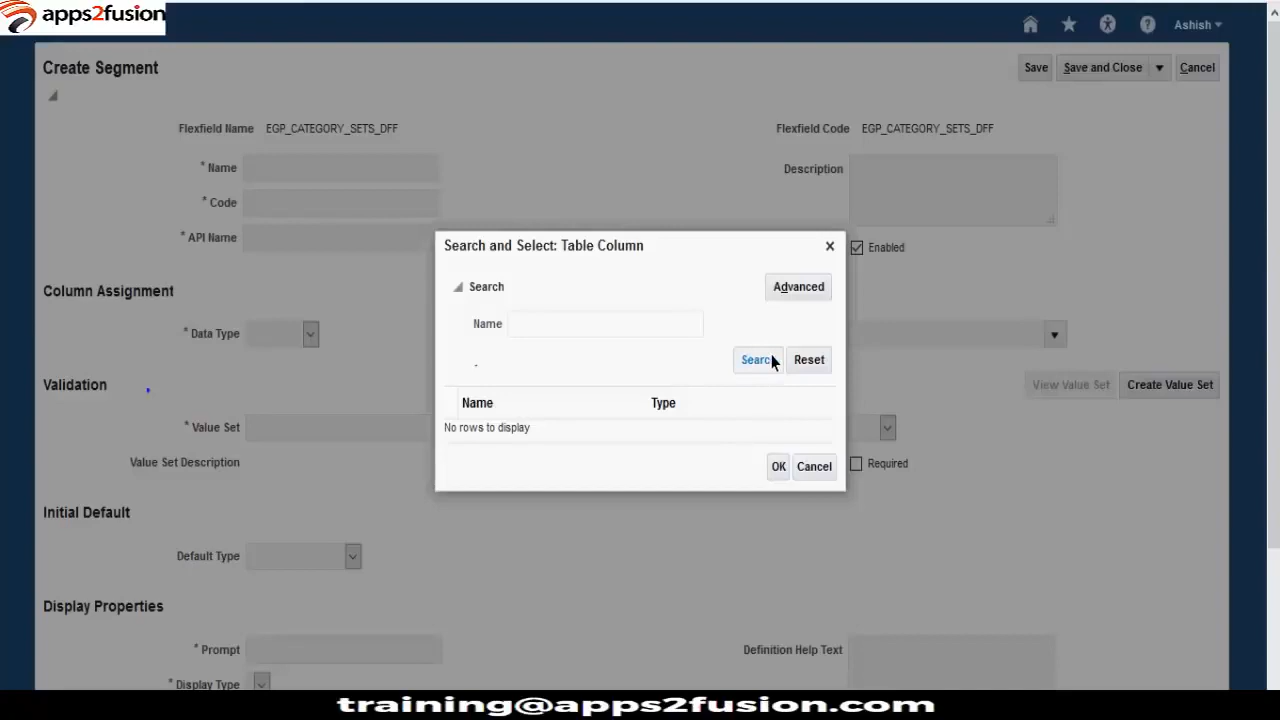 apps2fusion
Ashish
Create Segment
Save
Save and Close
Cancel
Flexfield Name EGP_CATEGORY_SETS_DFF
Flexfield Code EGP_CATEGORY_SETS_DFF
* Name
Description
* Code
* API Name
Enabled
Search and Select: Table Column
Search
Advanced
Name
Search
Reset
Name
Type
No rows to display
OK
Cancel
Column Assignment
* Data Type
Validation
View Value Set
Create Value Set
* Value Set
Value Set Description
Required
Initial Default
Default Type
Display Properties
* Prompt
Definition Help Text
* Display Type
training@apps2fusion.com